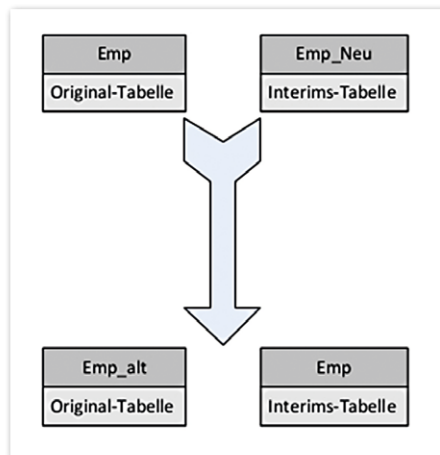 Emp
Original-Tabelle
Emp_Neu
Interims-Tabelle
Emp_alt
Original-Tabelle
Emp
Interims-Tabelle